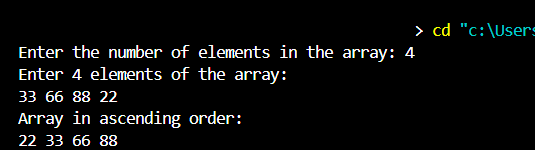 > cd "c:\Users
Enter the number of elements in the array: 4
Enter 4 elements of the array:
33 66 88 22
Array in ascending order:
22 33 66 88